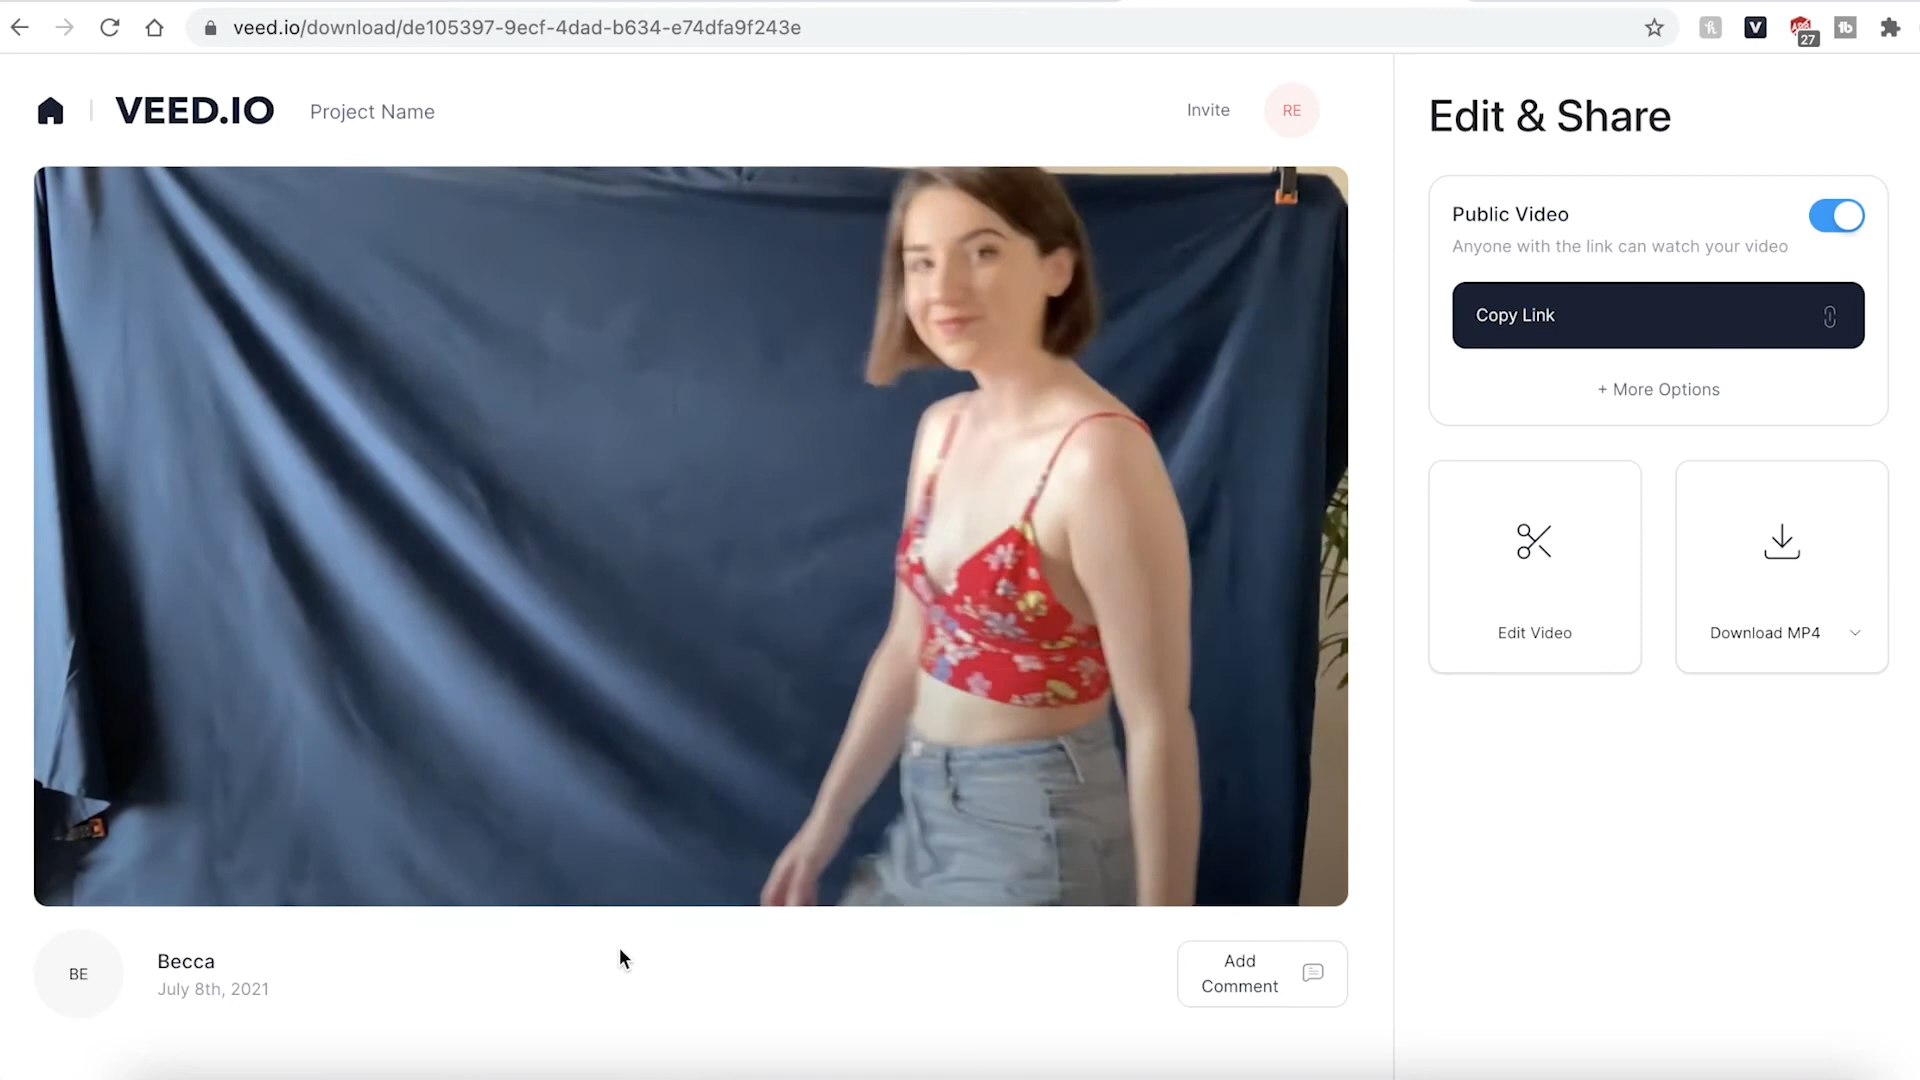 veed.io/download/de105397-9ecf-4dad-b634-e74dfa9f243e
27
VEED.IO
Project Name
Invite
RE
Edit & Share
Public Video
Anyone with the link can watch your video
Copy Link
+ More Options
Edit Video
Download MP4
BE
Becca
July 8th, 2021
Add
Comment